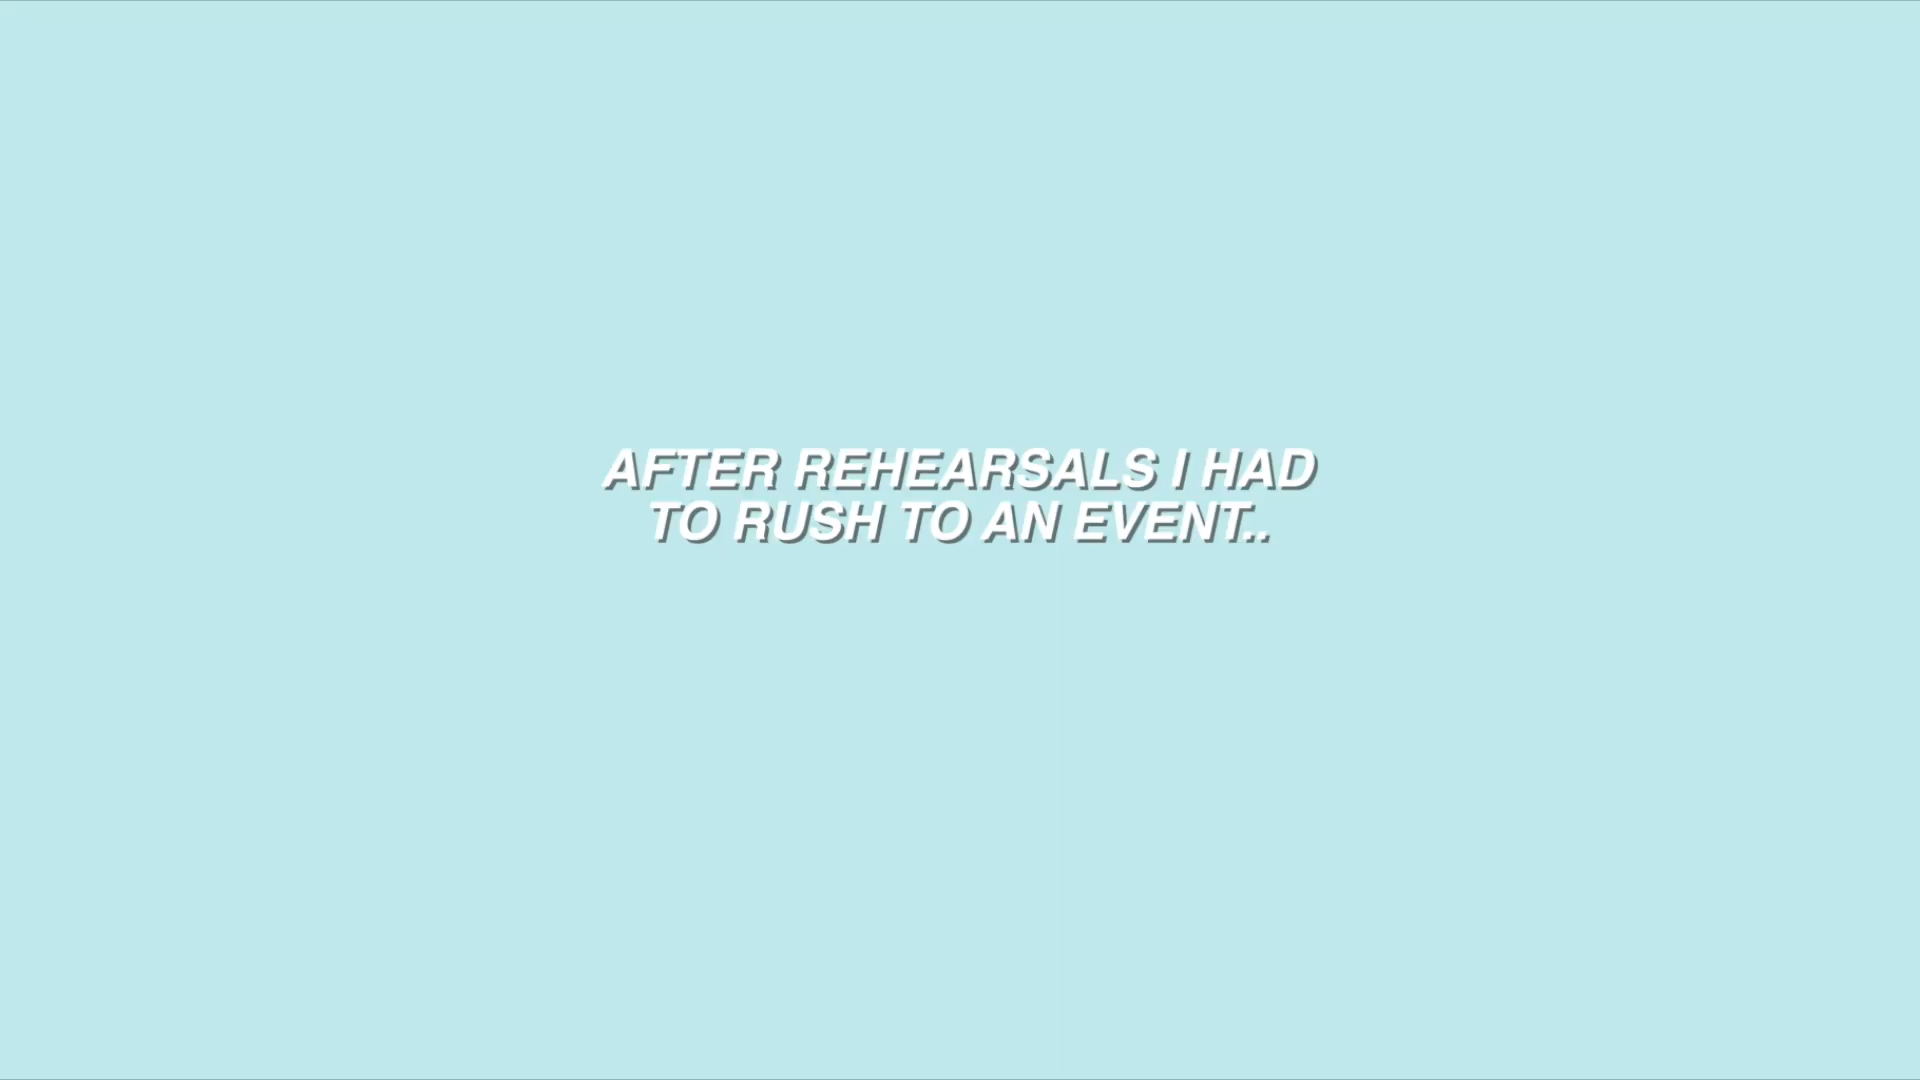 AFTER REHEARSALS I HAD
TO RUSH TO AN EVENT..